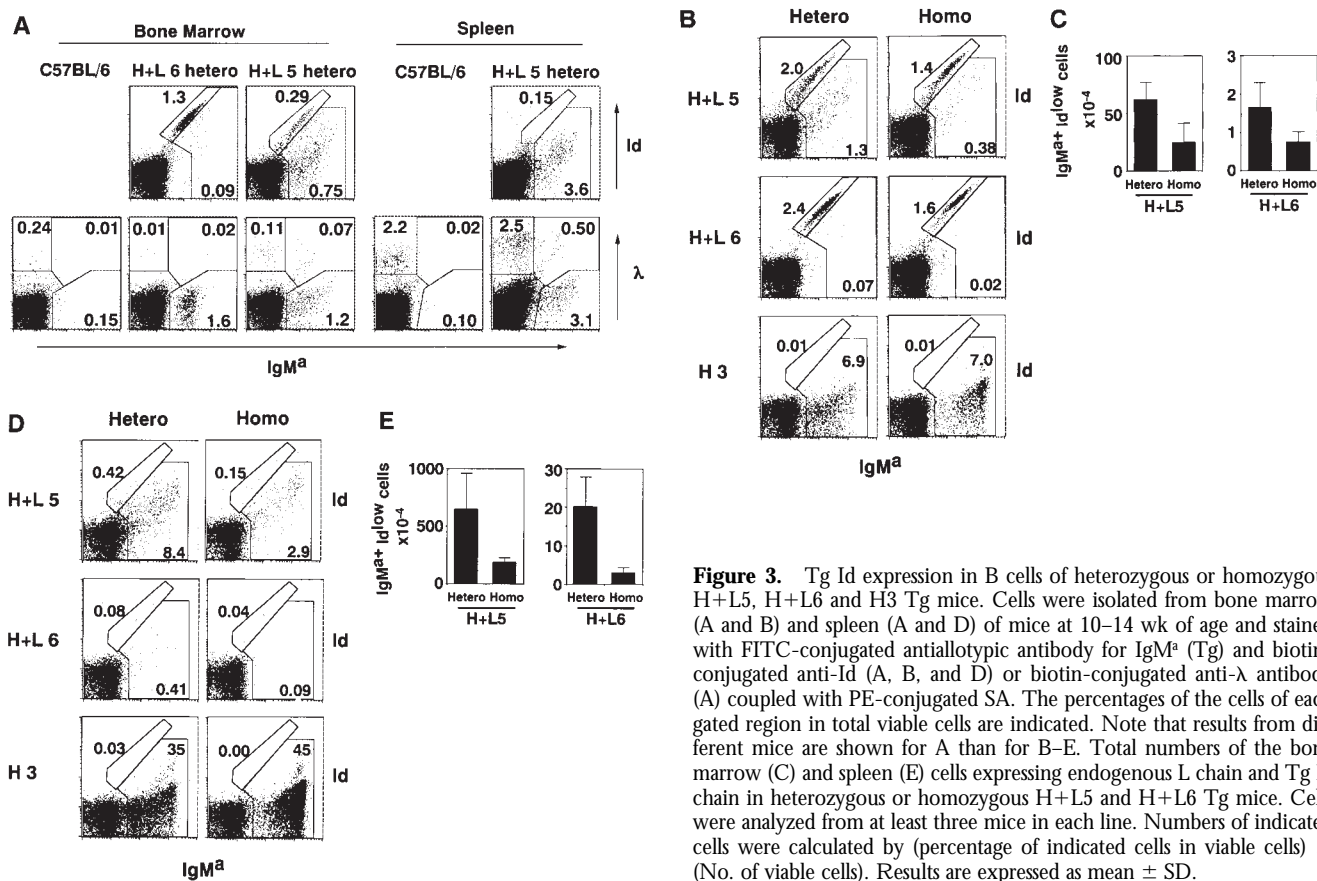 A
Bone Marrow
Spleen
C57BL/6 H+L 6 hetero H+L 5 hetero C57BL/6 H+L 5 hetero
1.3 0.29 0.15
Id
0.09 0.75 3.6
0.24 0.01 0.01 0.02 0.11 0.07 2.2 0.02 2.5 0.50
λ
0.15 1.6 1.2 0.10 3.1
IgMa
B
Hetero Homo
H+L 5
2.0 1.4
Id
1.3 0.38
H+L 6
2.4 1.6
Id
0.07 0.02
H 3
0.01 6.9 0.01 7.0
Id
IgMa
C
IgMa+ Idlow cells
x10-4
100
50
0
Hetero Homo
H+L5
3
2
1
0
Hetero Homo
H+L6
D
Hetero Homo
H+L 5
0.42 0.15
Id
8.4 2.9
H+L 6
0.08 0.04
Id
0.41 0.09
H 3
0.03 35 0.00 45
Id
IgMa
E
IgMa+ Idlow cells
x10-4
1000
500
0
Hetero Homo
H+L5
30
20
10
0
Hetero Homo
H+L6
Figure 3. Tg Id expression in B cells of heterozygous or homozygou
H+L5, H+L6 and H3 Tg mice. Cells were isolated from bone marro
(A and B) and spleen (A and D) of mice at 10–14 wk of age and staine
with FITC-conjugated antiallotypic antibody for IgMa (Tg) and biotin
conjugated anti-Id (A, B, and D) or biotin-conjugated anti-λ antibod
(A) coupled with PE-conjugated SA. The percentages of the cells of eac
gated region in total viable cells are indicated. Note that results from di
ferent mice are shown for A than for B–E. Total numbers of the bon
marrow (C) and spleen (E) cells expressing endogenous L chain and Tg
chain in heterozygous or homozygous H+L5 and H+L6 Tg mice. Cel
were analyzed from at least three mice in each line. Numbers of indicate
cells were calculated by (percentage of indicated cells in viable cells)
(No. of viable cells). Results are expressed as mean ± SD.